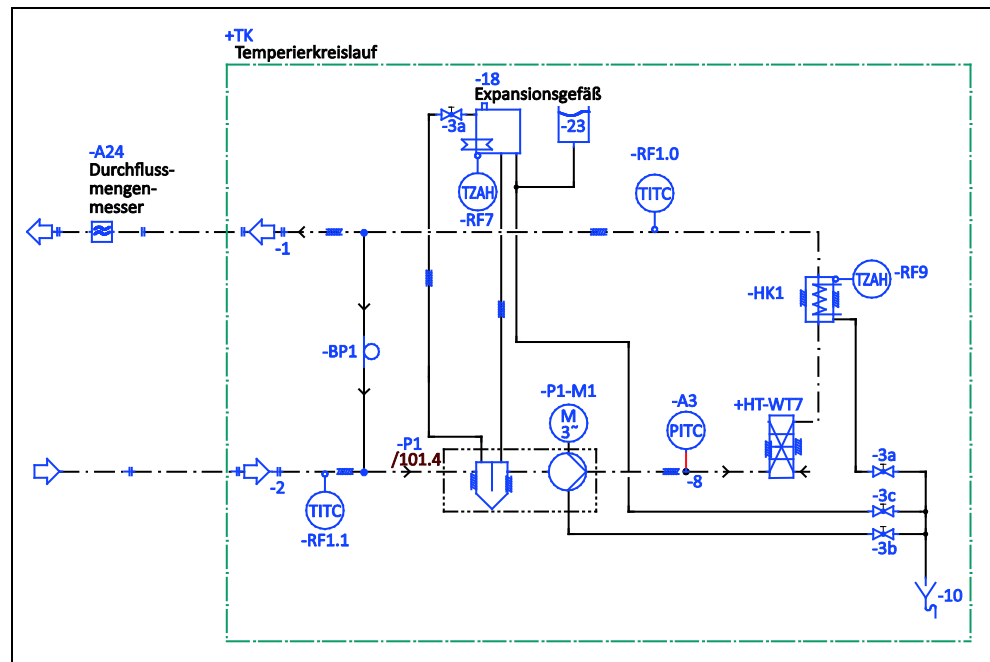 +TK
Temperierkreislauf
-18
Expansionsgefäß
-3a
-23
-A24
Durchfluss-
mengen-
messer
-RF1.0
TITC
TZAH
-RF7
-1
TZAH
-RF9
-HK1
-BP1
-P1-M1
M
3~
-A3
PITC
+HT-WT7
-P1
/101.4
-3a
-2
-8
TITC
-3c
-RF1.1
-3b
-10